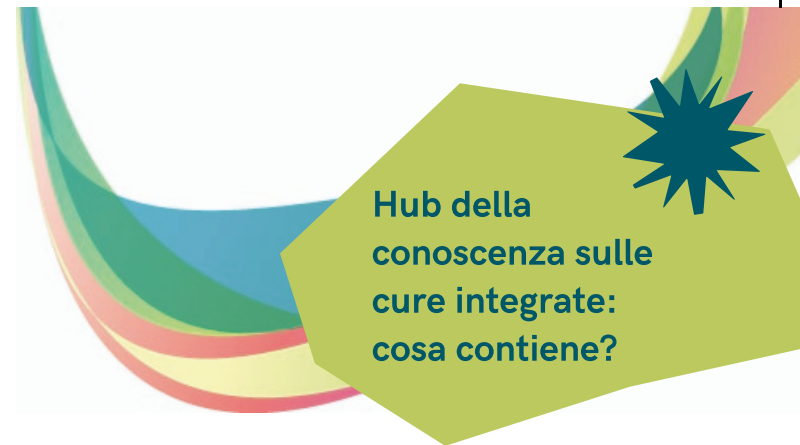 Hub della
conoscenza sulle
cure integrate:
cosa contiene?